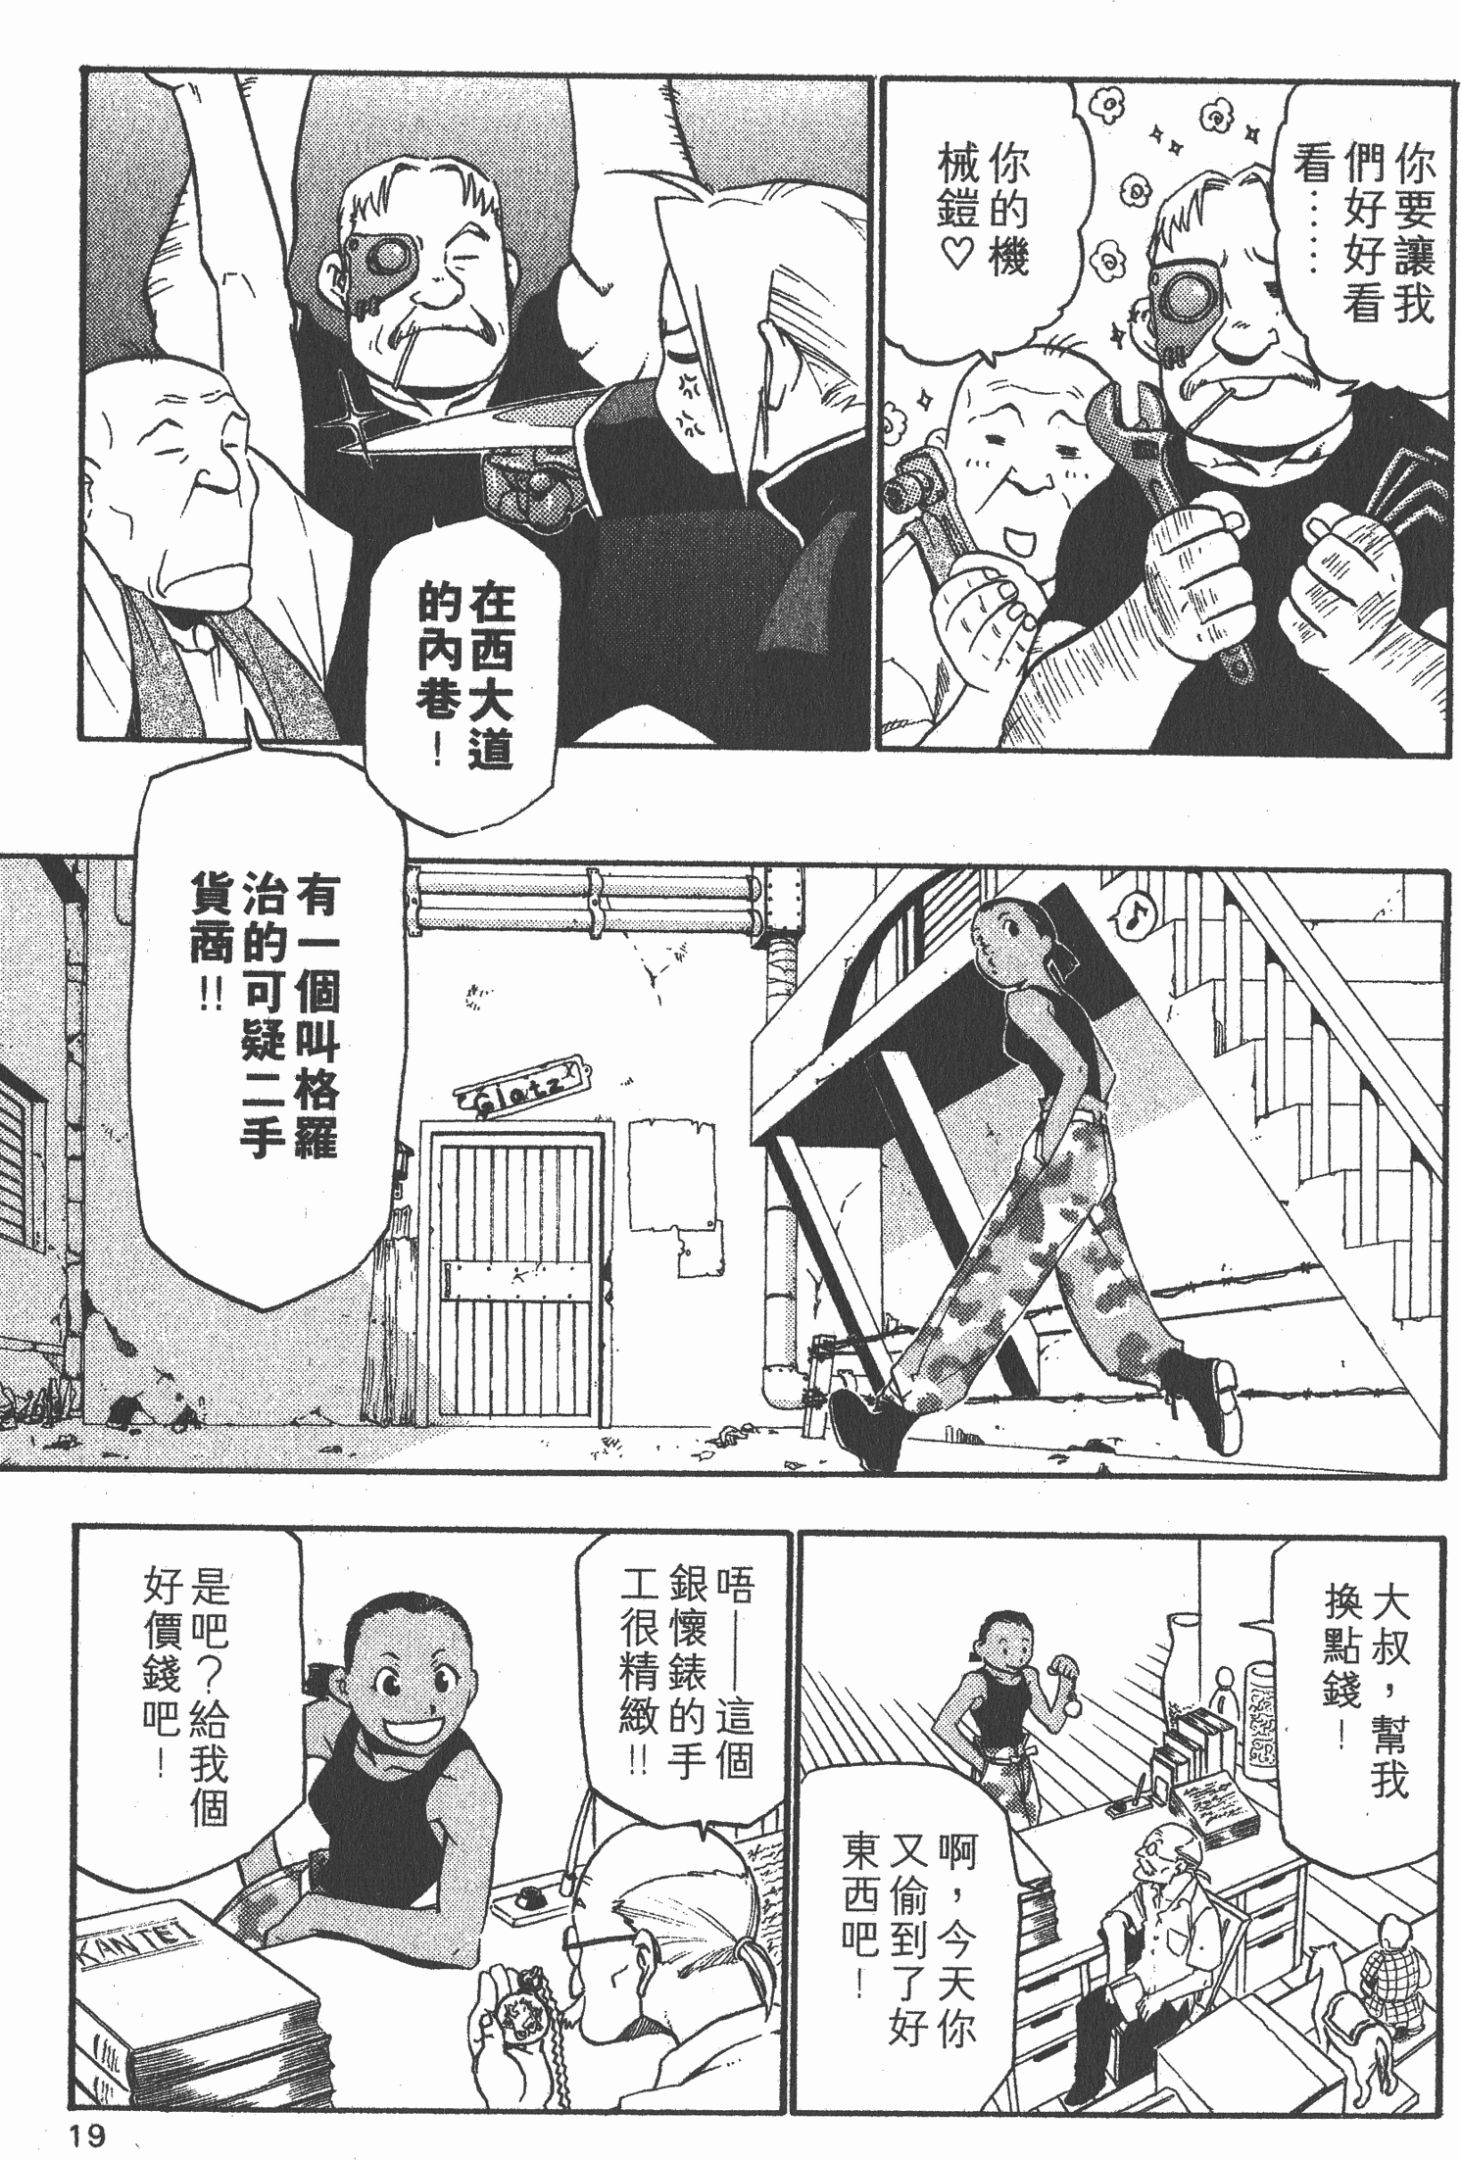 你要讓我
們好好看
看……
你的機
械鎧♡
在西大道
的內巷！
有一個叫格羅
治的可疑二手
貨商!!
Glatz
大叔，幫我
換點錢！
啊，今天你
又偷到了好
東西吧！
唔——這個
銀懷錶的手
工很精緻!!
是吧？給我個
好價錢吧！
KANTEI
19